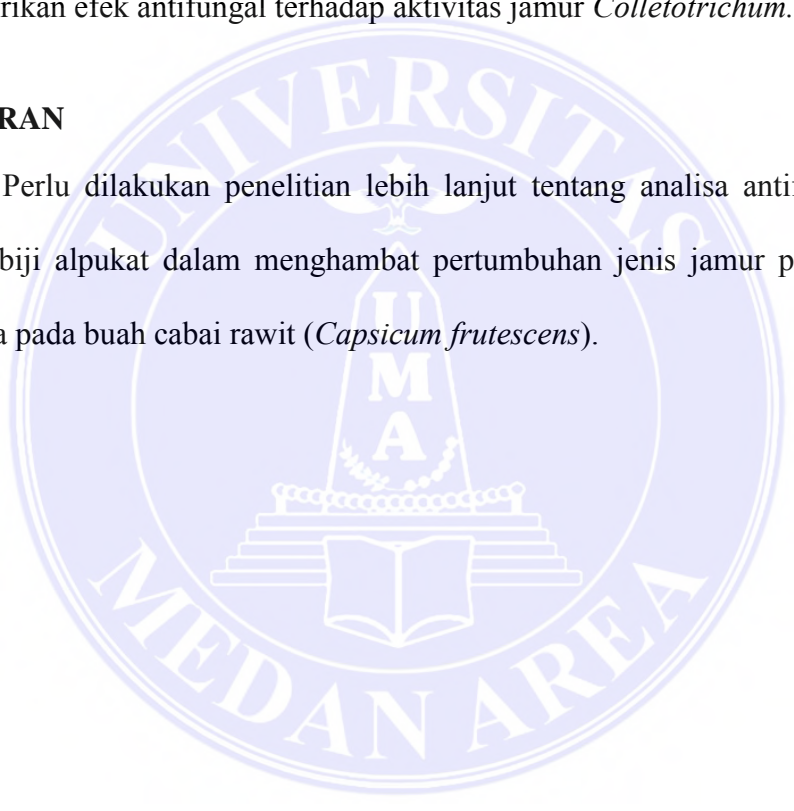 rikan efek antifungal terhadap aktivitas jamur Colletotrichum.
RAN
Perlu dilakukan penelitian lebih lanjut tentang analisa anti
biji alpukat dalam menghambat pertumbuhan jenis jamur p
a pada buah cabai rawit (Capsicum frutescens).
UNIVERSITAS
U
M
A
MEDAN AREA